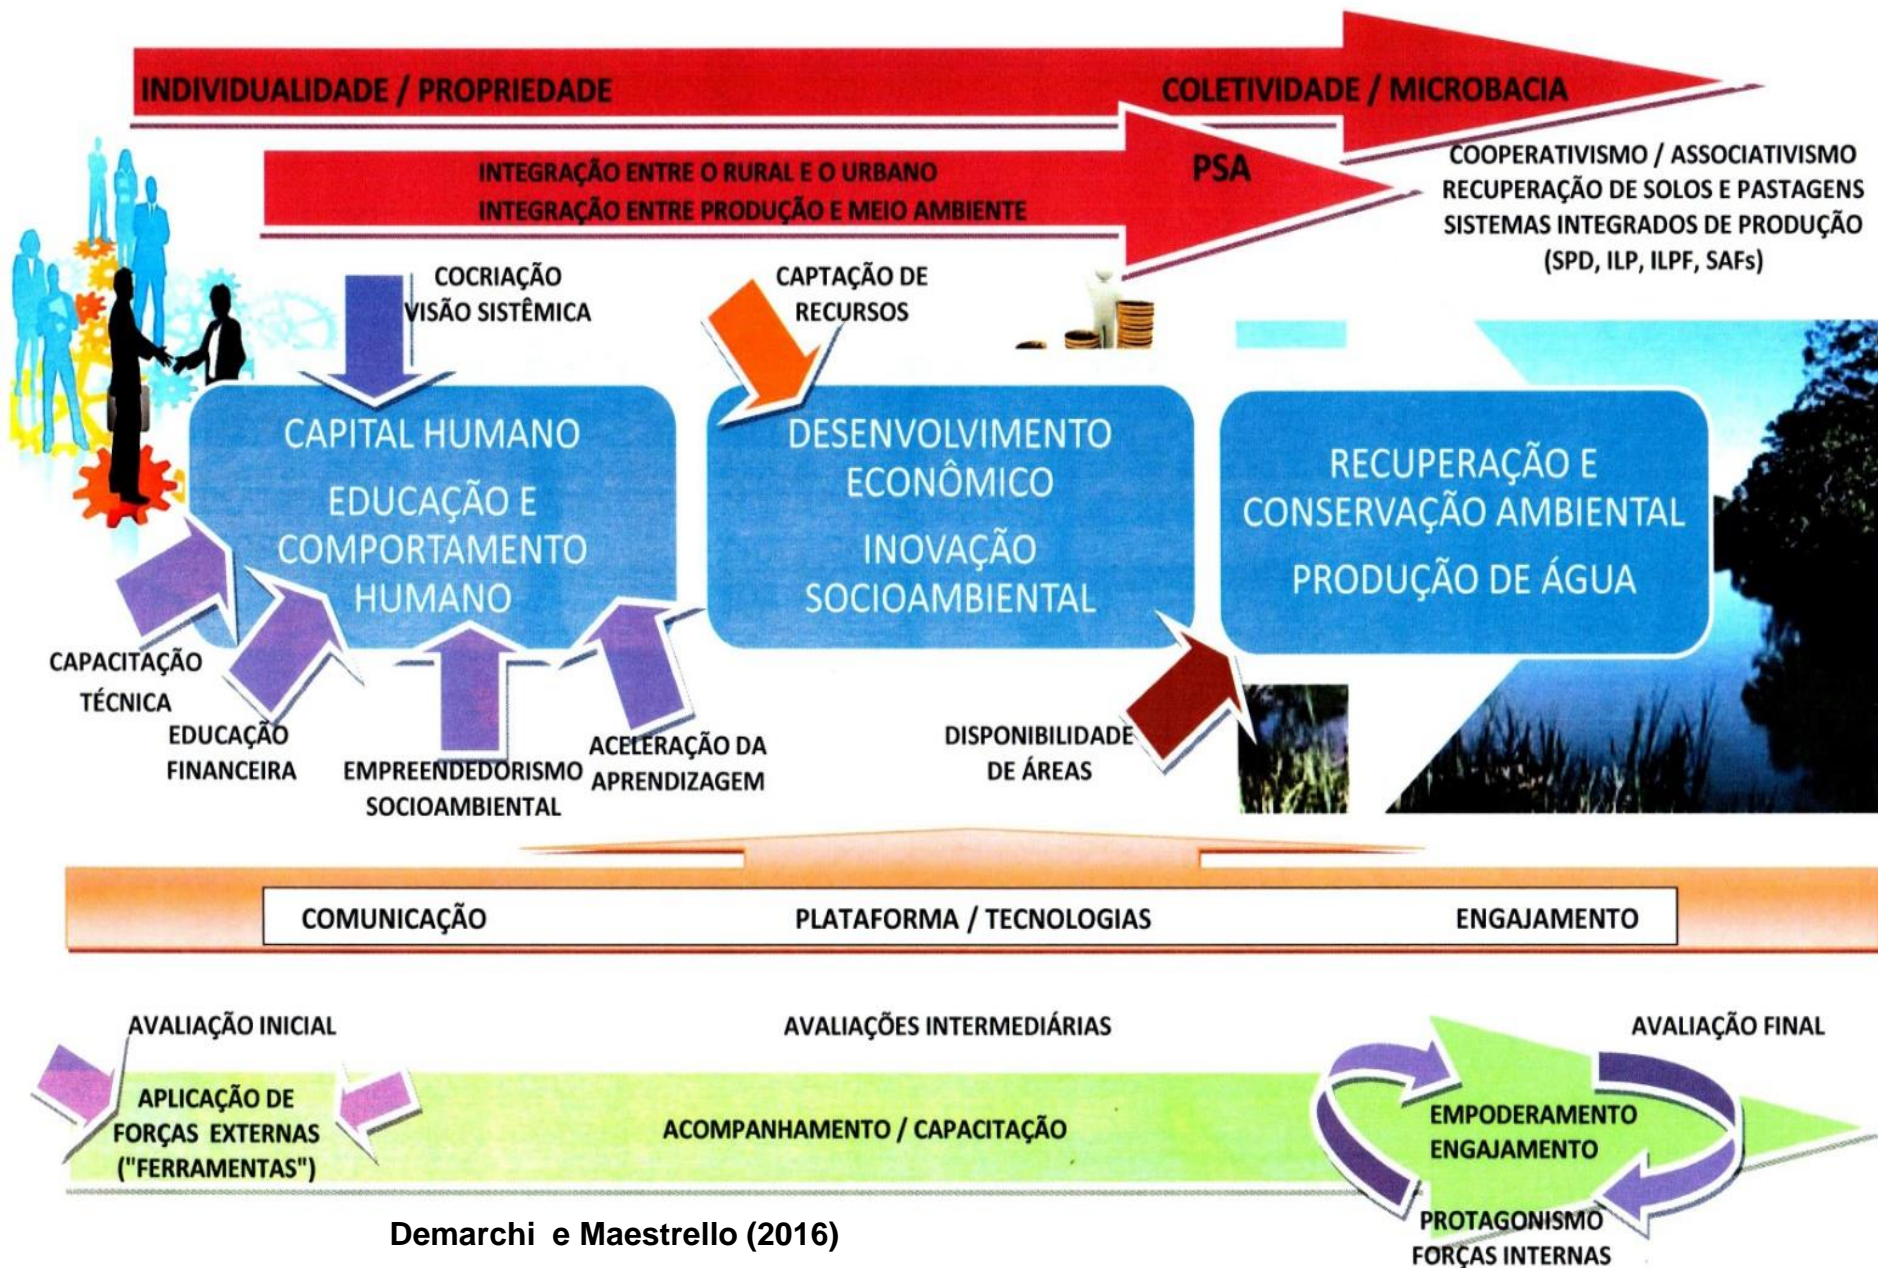 INDIVIDUALIDADE / PROPRIEDADE
COLETIVIDADE / MICROBACIA
INTEGRAÇÃO ENTRE O RURAL E O URBANO
INTEGRAÇÃO ENTRE PRODUÇÃO E MEIO AMBIENTE
PSA
COOPERATIVISMO / ASSOCIATIVISMO
RECUPERAÇÃO DE SOLOS E PASTAGENS
SISTEMAS INTEGRADOS DE PRODUÇÃO
(SPD, ILP, ILPF, SAFs)
COCRIAÇÃO
VISÃO SISTÊMICA
CAPTAÇÃO DE
RECURSOS
CAPITAL HUMANO
EDUCAÇÃO E
COMPORTAMENTO
HUMANO
DESENVOLVIMENTO
ECONÔMICO
INOVAÇÃO
SOCIOAMBIENTAL
RECUPERAÇÃO E
CONSERVAÇÃO AMBIENTAL
PRODUÇÃO DE ÁGUA
CAPACITAÇÃO
TÉCNICA
EDUCAÇÃO
FINANCEIRA
EMPREENDEDORISMO
SOCIOAMBIENTAL
ACELERAÇÃO DA
APRENDIZAGEM
DISPONIBILIDADE
DE ÁREAS
COMUNICAÇÃO
PLATAFORMA / TECNOLOGIAS
ENGAJAMENTO
AVALIAÇÃO INICIAL
AVALIAÇÕES INTERMEDIÁRIAS
AVALIAÇÃO FINAL
APLICAÇÃO DE
FORÇAS EXTERNAS
("FERRAMENTAS")
ACOMPANHAMENTO / CAPACITAÇÃO
EMPODERAMENTO
ENGAJAMENTO
PROTAGONISMO
FORÇAS INTERNAS
Demarchi e Maestrello (2016)